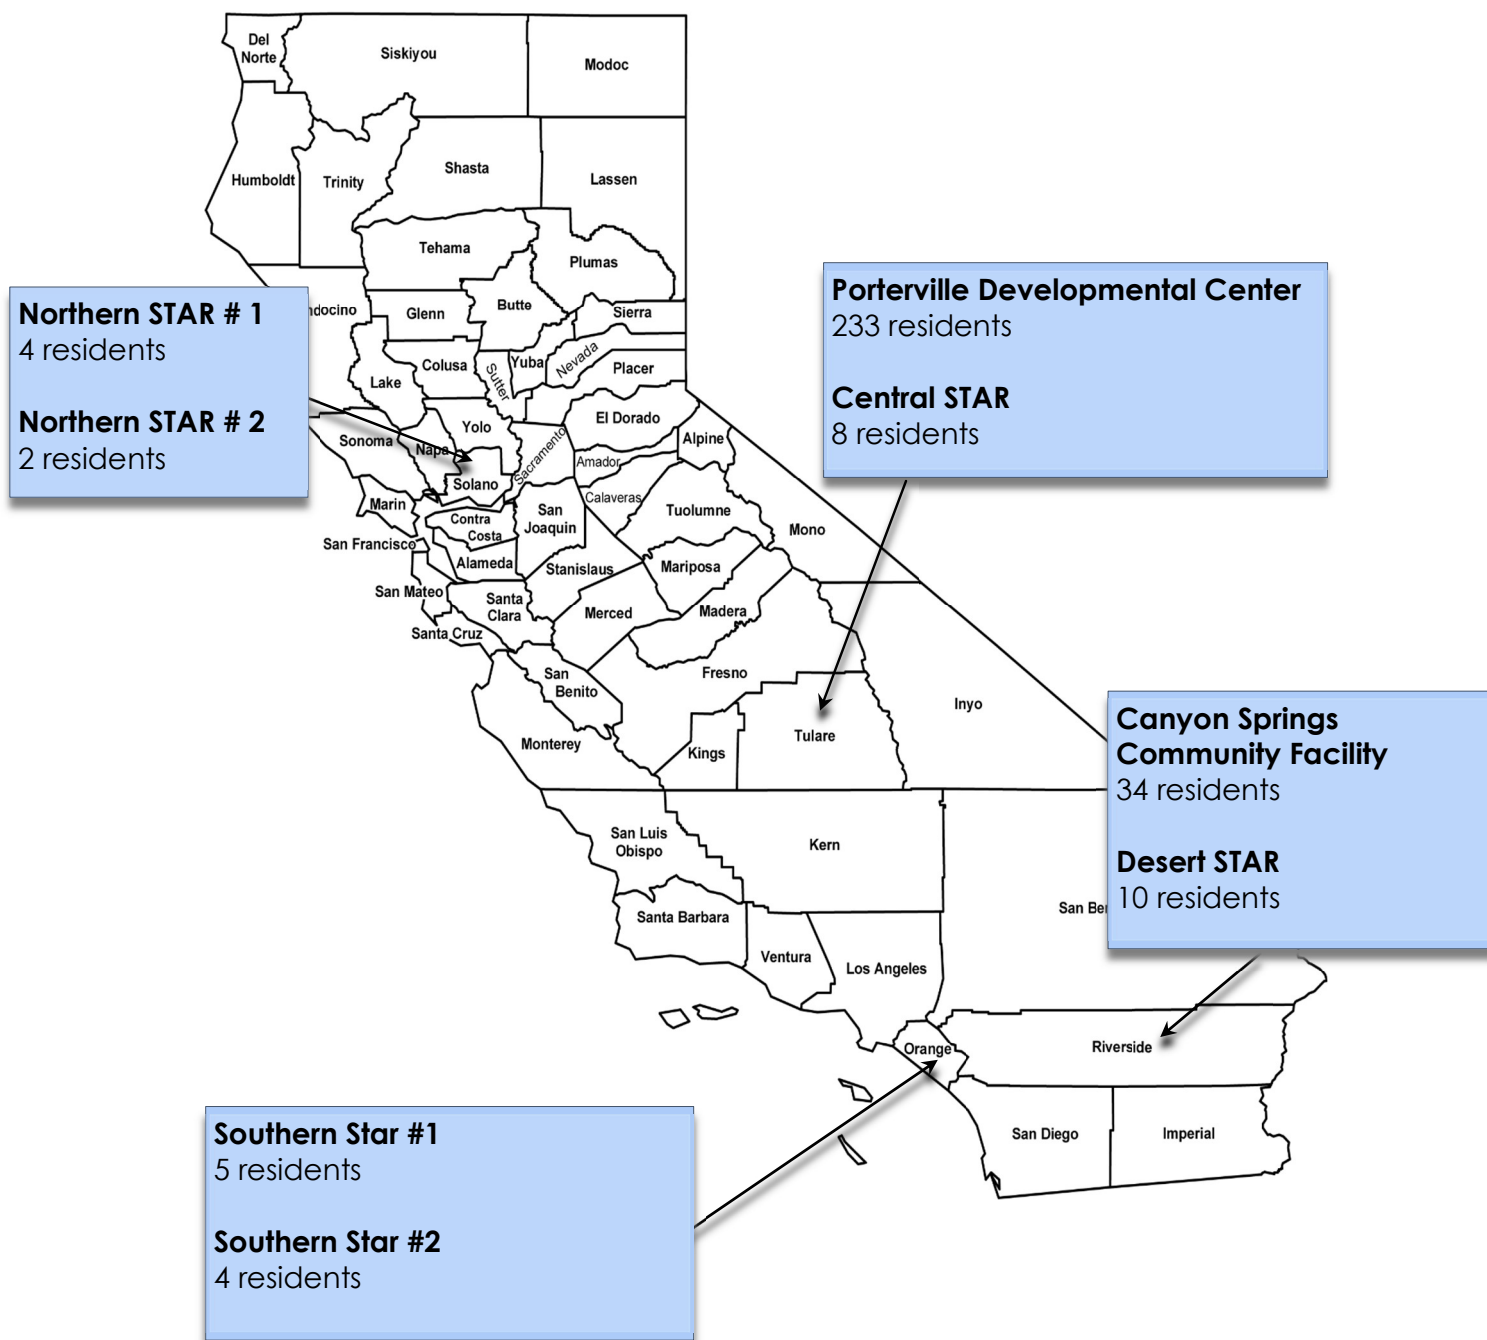 Del
Norte
Siskiyou
Modoc
Humboldt
Trinity
Shasta
Lassen
Tehama
Plumas
ndocino
Glenn
Butte
Sierra
Lake
Colusa
Sutter
Yuba
Nevada
Placer
Sonoma
Napa
Yolo
Sacramento
El Dorado
Alpine
Amador
Solano
Calaveras
Marin
Contra
Costa
San
Joaquin
Tuolumne
Mono
San Francisco
Alameda
Stanislaus
Mariposa
San Mateo
Santa
Clara
Merced
Madera
Santa Cruz
San
Benito
Fresno
Monterey
Kings
Tulare
Inyo
San Luis
Obispo
Kern
Santa Barbara
Ventura
Los Angeles
San Ber
Orange
Riverside
San Diego
Imperial
Northern STAR # 1
4 residents
Northern STAR # 2
2 residents
Porterville Developmental Center
233 residents
Central STAR
8 residents
Canyon Springs
Community Facility
34 residents
Desert STAR
10 residents
Southern Star #1
5 residents
Southern Star #2
4 residents